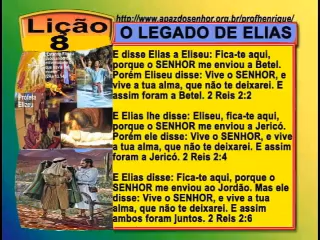 http://www.apazdosenhor.org.br/profhenrique/
Lição
8
O LEGADO DE ELIAS
Profeta
Eliseu
E disse Elias a Eliseu: Fica-te aqui,
porque o SENHOR me enviou a Betel.
Porém Eliseu disse: Vive o SENHOR, e
vive a tua alma, que não te deixarei. E
assim foram a Betel. 2 Reis 2:2
E Elias lhe disse: Eliseu, fica-te aqui,
porque o SENHOR me enviou a Jericó.
Porém ele disse: Vive o SENHOR, e vive
a tua alma, que não te deixarei. E assim
foram a Jericó. 2 Reis 2:4
E Elias disse: Fica-te aqui, porque o
SENHOR me enviou ao Jordão. Mas ele
disse: Vive o SENHOR, e vive a tua
alma, que não te deixarei. E assim
ambos foram juntos. 2 Reis 2:6